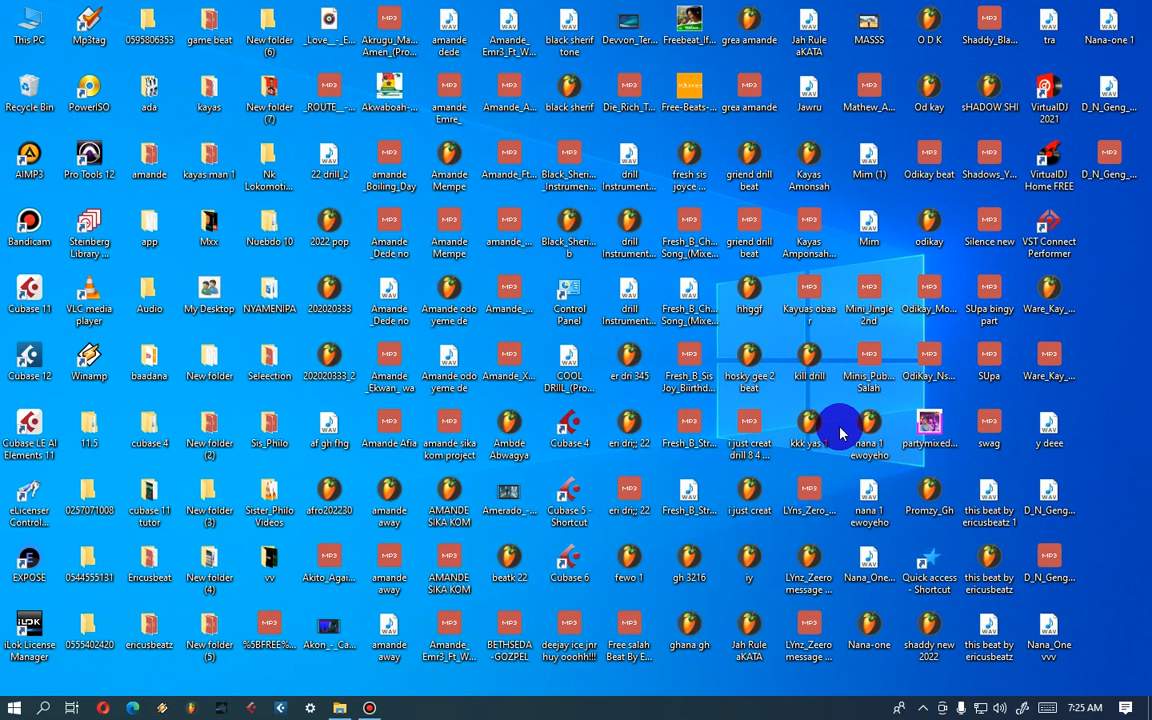 This PC
Mp3tag
0595806353
game beat
New folder
(6)
_Love_-_E...
Akrugu_Ma...
Amen_(Pro...
amande
dede
Amande_
Emr3_Ft_W...
black sherif
tone
Devvon_Ter...
Freebeat_If...
grea amande
Jah Rule
aKATA
MASSS
O D K
Shaddy_Bla...
tra
Nana-one 1
Recycle Bin
PowerISO
ada
kayas
New folder
(7)
_ROUTE_-...
Akwaboah-...
amande
Emre_
Amande_A...
black sherif
Die_Rich_T...
Free-Beats-...
grea amande
Jawru
Mathew_A...
Od kay
sHADOW SHI
VirtualDJ
2021
D_N_Geng_...
AIMP3
Pro Tools 12
amande
kayas man 1
Nk
Lokomoti...
22 drill_2
amande
_Boiling_Day
Amande
Mempe
Amande_Ft...
Black_Sheri...
_Instrumen...
drill
Instrument...
fresh sis
joyce ...
griend drill
beat
Kayas
Amonsah
Mim (1)
Odikay beat
Shadows_Y...
VirtualDJ
Home FREE
D_N_Geng_...
Bandicam
Steinberg
Library ...
app
Mxx
Nuebdo 10
2022 pop
Amande
_Dede no
Amande
Mempe
amande_...
Black_Sheri...
b
drill
Instrument...
Fresh_B_Ch...
Song_(Mixe...
griend drill
beat
Kayas
Amponsah...
Mim
odikay
Silence new
VST Connect
Performer
Cubase 11
VLC media
player
Audio
My Desktop
NYAMENIPA
202020333
Amande
_Dede no
Amande odo
yeme de
Amande_...
Control
Panel
drill
Instrument...
Fresh_B_Ch...
Song_(Mixe...
hhggf
Kayuas obaa
r
Mini_Jingle
2nd
Odikay_Mo...
SUpa bingy
part
Ware_Kay_...
Cubase 12
Winamp
baadana
New folder
Selection
202020333_2
Amande
_Ekwan_wa
Amande odo
yeme de
Amande_X...
COOL
DRIL_(Pro...
er dri 345
Fresh_B_Sis
Joy_Biirthd...
hosky gee 2
beat
kill drill
Minis_Pub...
Salah
OdiKay_Ns...
SUpa
Ware_Kay_...
Cubase LE AI
Elements 11
11.5
cubase 4
New folder
(2)
Sis_Philo
af gh fhg
Amande Afia
amande sika
kom project
Ambde
Abwagya
Cubase 4
eri dri;; 22
Fresh_B_Str...
i just creat
drill 8 4 ...
kkk yas 1
nana 1
ewoyeho
partymixed...
swag
y deee
eLicenser
Control...
0257071008
cubase 11
tutor
New folder
(3)
Sister_Philo
Videos
afro202230
amande
away
AMANDE
SIKA KOM
Amerado_-...
Cubase 5 -
Shortcut
eri dri;; 22
Fresh_B_Str...
i just creat
LYns_Zero_...
nana 1
ewoyeho
Promzy_Gh
this beat by
ericusbeatz 1
D_N_Geng...
EXPOSE
0544555131
Ericusbeat
New folder
(4)
vv
Akito_Agai...
amande
away
AMANDE
SIKA KOM
beatk 22
Cubase 6
fewo 1
gh 3216
iy
LYnz_Zeero
message ...
Nana_One...
Quick access
- Shortcut
this beat by
ericusbeatz
D_N_Geng...
iLok License
Manager
0555402420
ericusbeatz
New folder
(5)
%5BFREE%...
Akon_-_Ca...
amande
away
Amande_
Emr3_Ft_W...
BETHSEDA
-GOZPEL
deejay ice jnr
huy ooohh!!!
Free salah
Beat By E...
ghana gh
Jah Rule
aKATA
LYnz_Zeero
message ...
Nana-one
shaddy new
2022
this beat by
ericusbeatz
Nana_One
vvv
7:25 AM